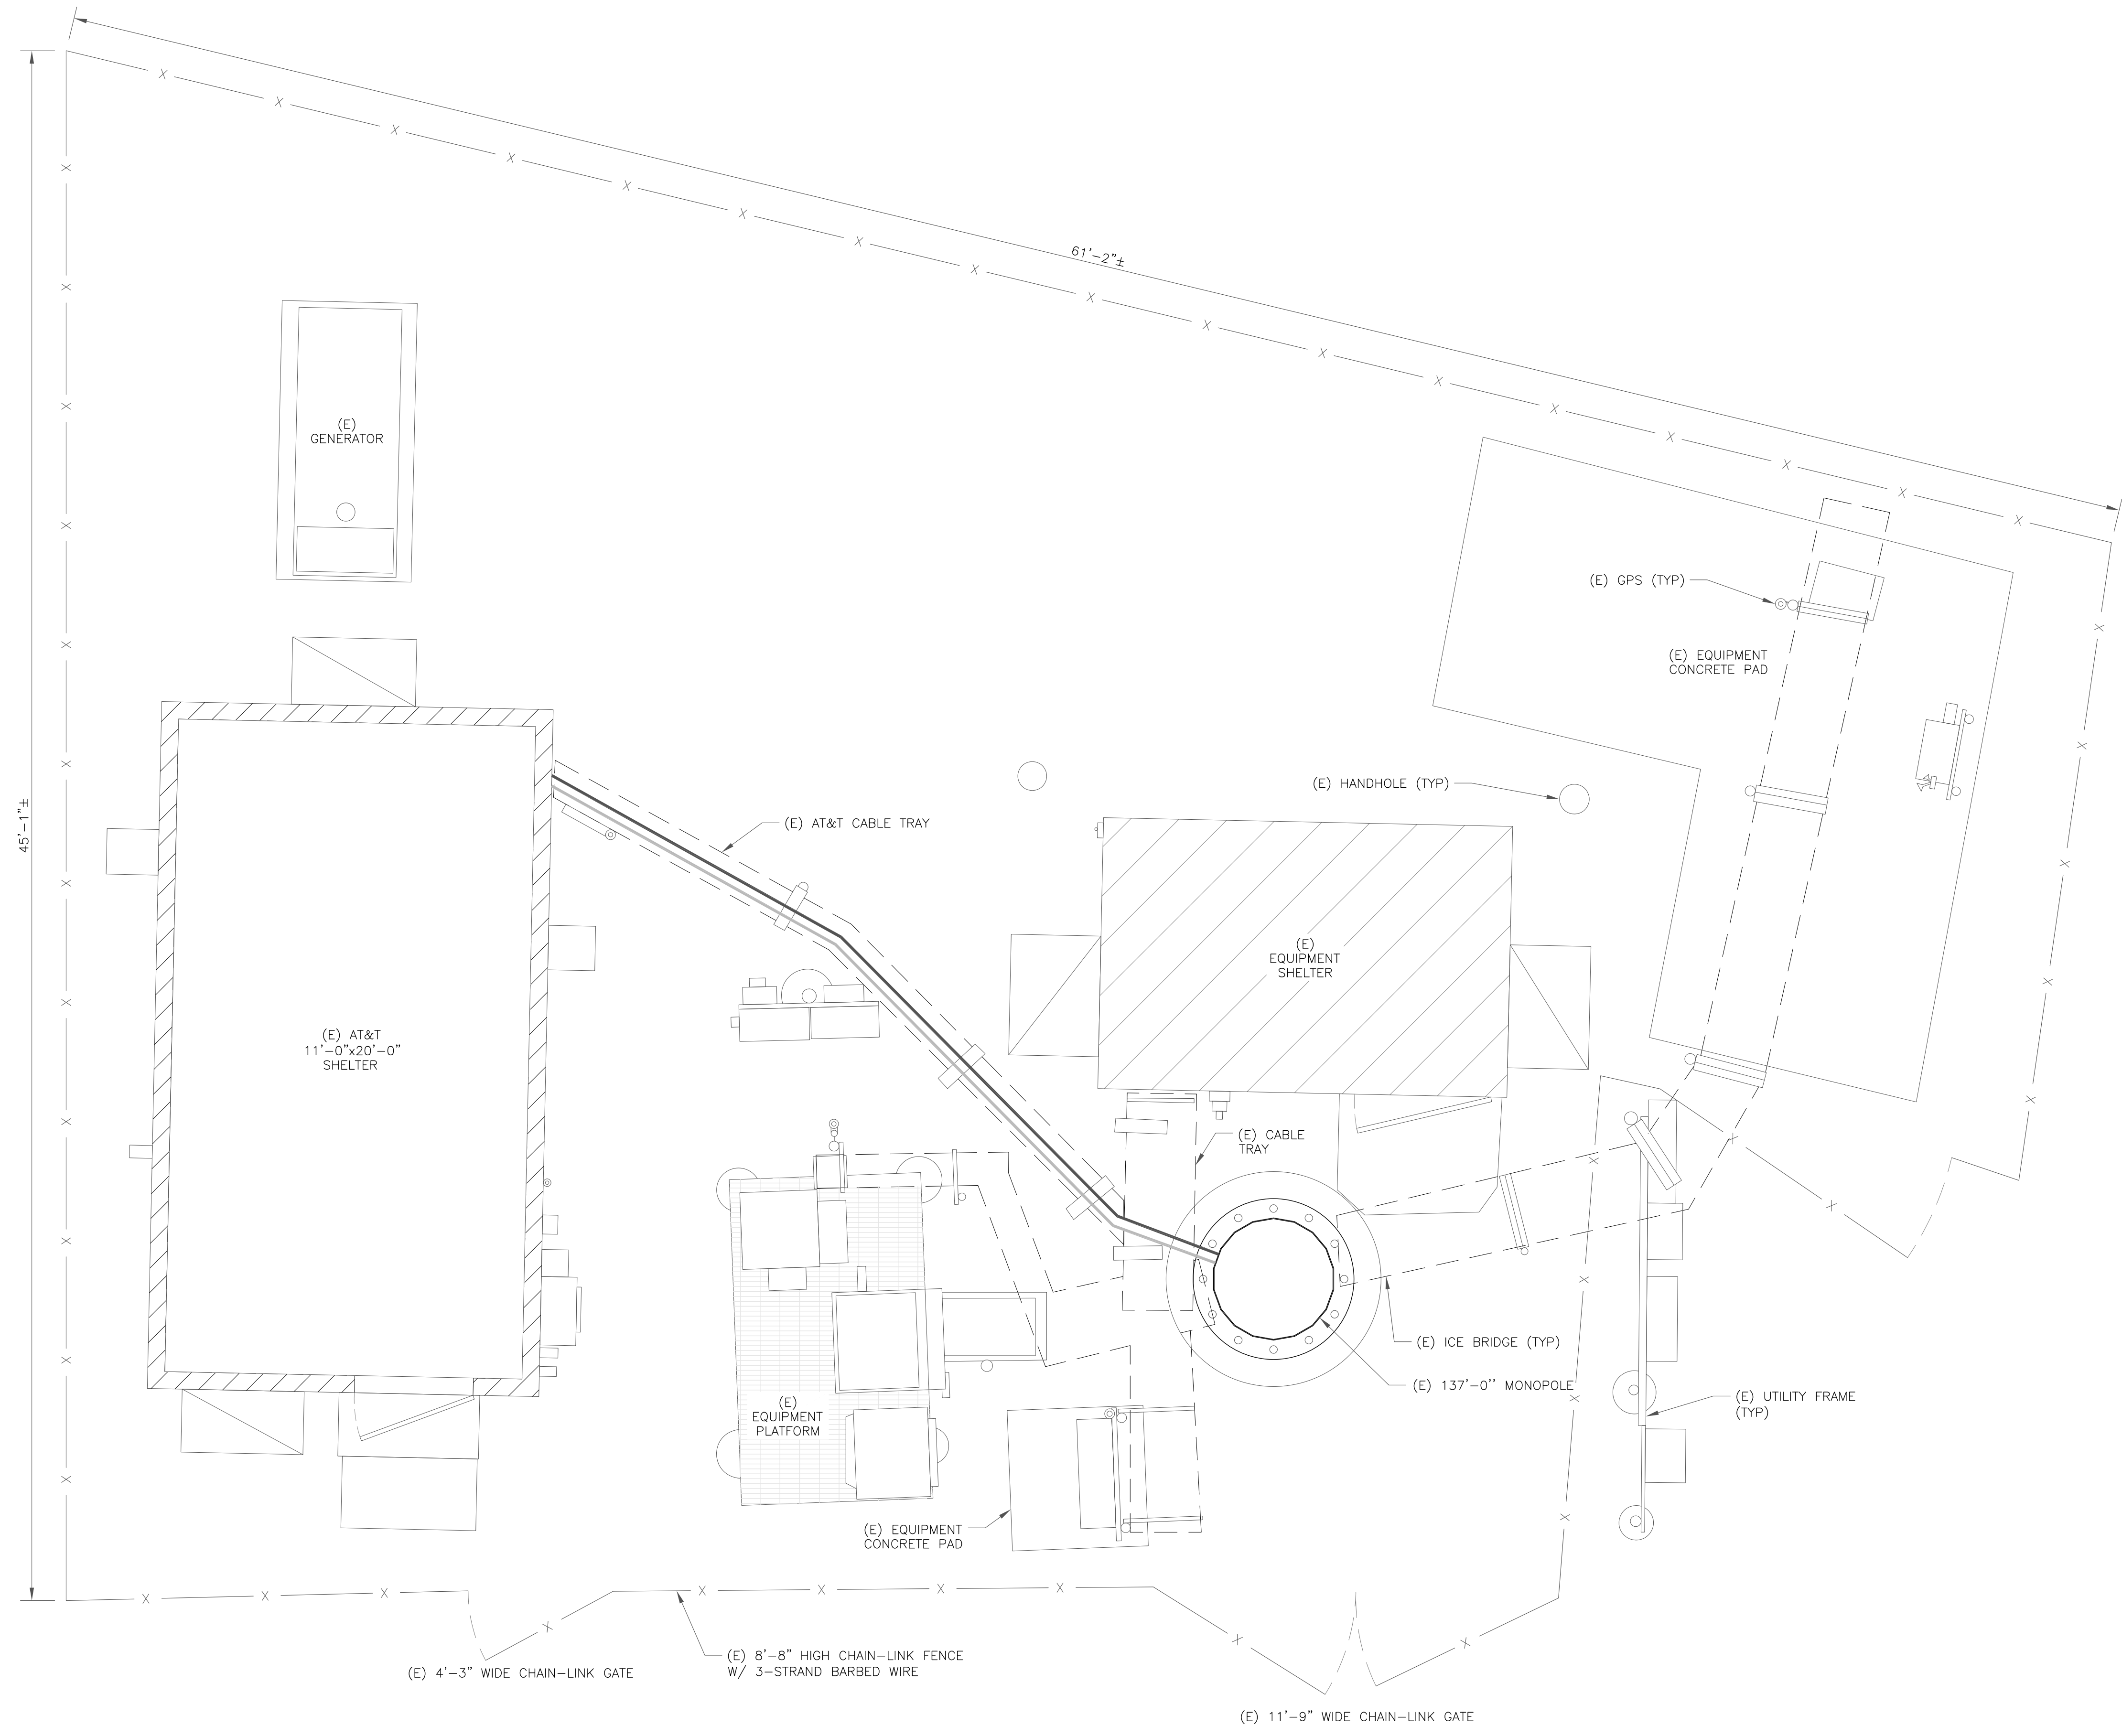 61'-2"±
(E)
GENERATOR
(E) GPS (TYP)
(E) EQUIPMENT
CONCRETE PAD
(E) HANDHOLE (TYP)
45'-1"±
(E) AT&T CABLE TRAY
(E)
EQUIPMENT
SHELTER
(E) AT&T
11'-0"x20'-0"
SHELTER
(E) CABLE
TRAY
(E) ICE BRIDGE (TYP)
(E) 137'-0'' MONOPOLE
(E) UTILITY FRAME
(TYP)
(E)
EQUIPMENT
PLATFORM
(E) EQUIPMENT
CONCRETE PAD
(E) 8'-8" HIGH CHAIN-LINK FENCE
W/ 3-STRAND BARBED WIRE
(E) 4'-3" WIDE CHAIN-LINK GATE
(E) 11'-9" WIDE CHAIN-LINK GATE